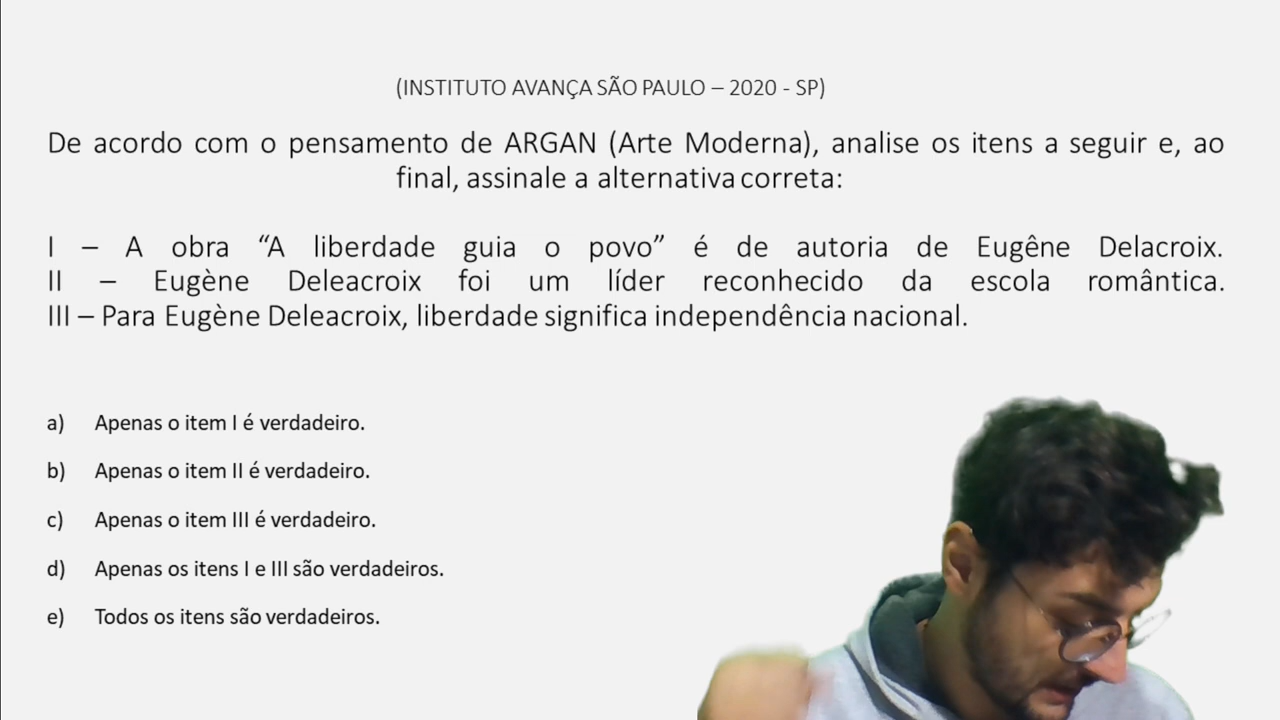 (INSTITUTO AVANÇA SÃO PAULO – 2020 - SP)
De acordo com o pensamento de ARGAN (Arte Moderna), analise os itens a seguir e, ao
final, assinale a alternativa correta:
I – A obra “A liberdade guia o povo” é de autoria de Eugêne Delacroix.
II – Eugène Deleacroix foi um líder reconhecido da escola romântica.
III – Para Eugène Deleacroix, liberdade significa independência nacional.
a) Apenas o item I é verdadeiro.
b) Apenas o item II é verdadeiro.
c) Apenas o item III é verdadeiro.
d) Apenas os itens I e III são verdadeiros.
e) Todos os itens são verdadeiros.